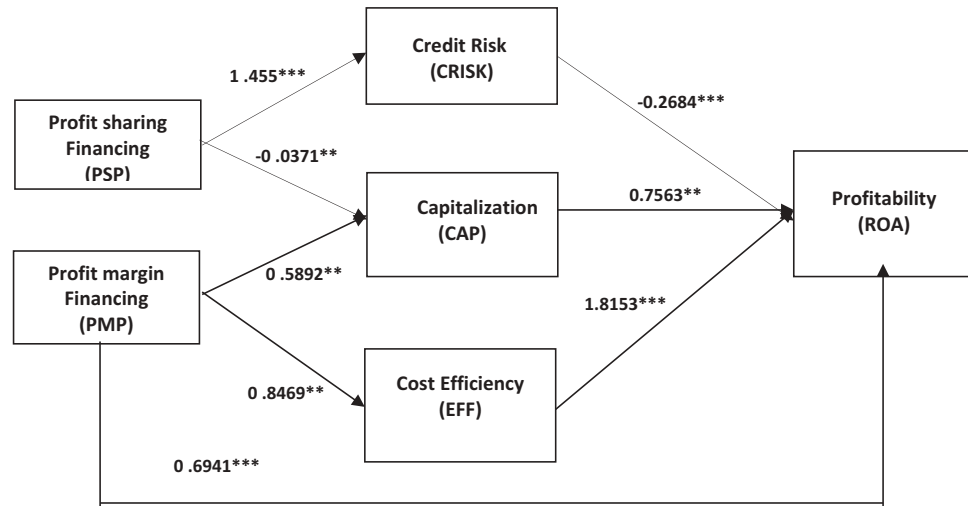 Credit Risk
(CRISK)
1 .455***
-0.2684***
Profit sharing
Financing
(PSP)
-0 .0371**
Capitalization
(CAP)
0.7563**
Profitability
(ROA)
Profit margin
Financing
(PMP)
0 .5892**
1.8153***
Cost Efficiency
(EFF)
0 .8469**
0 .6941***